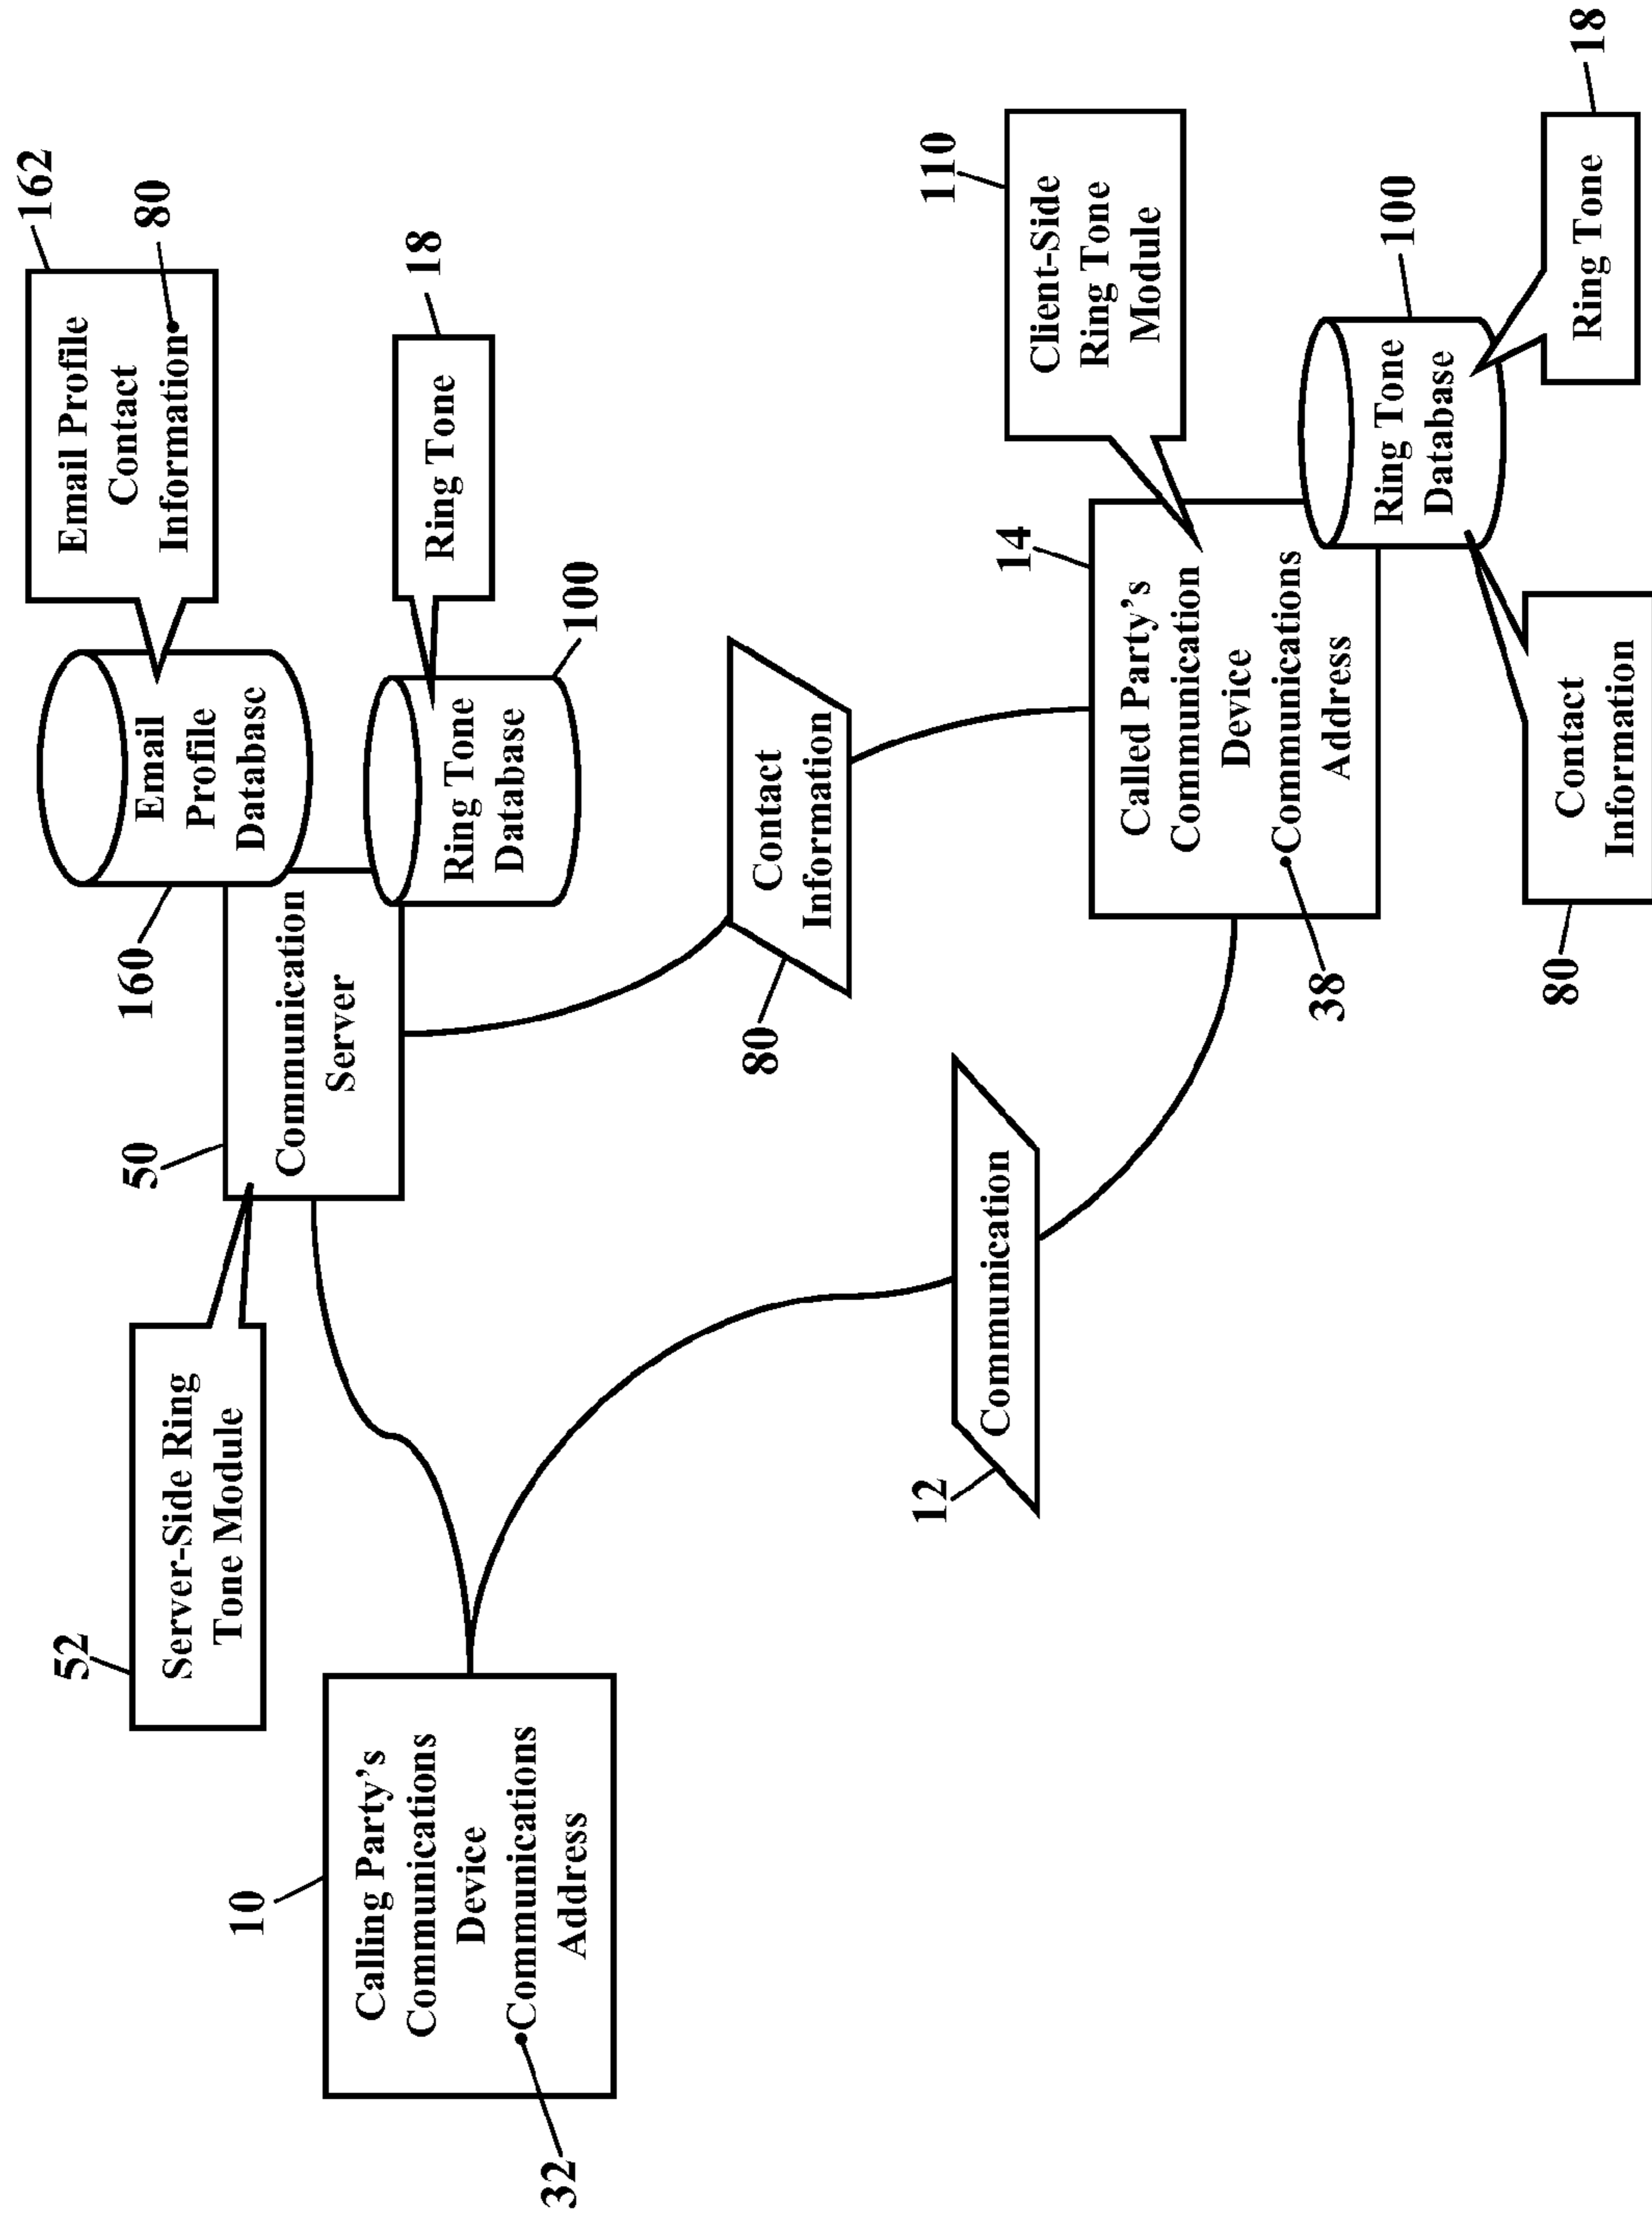 52
Server-Side Ring
Tone Module
50
Communication
Server
160
Email
Profile
Database
162
Email Profile
Contact
Information
80
Ring Tone
Database
100
Ring Tone
18
10
Calling Party's
Communications
Device
Communications
Address
32
80
Contact
Information
12
Communication
14
Called Party's
Communication
Device
Communications
Address
38
110
Client-Side
Ring Tone
Module
Ring Tone
Database
100
80
Contact
Information
Ring Tone
18